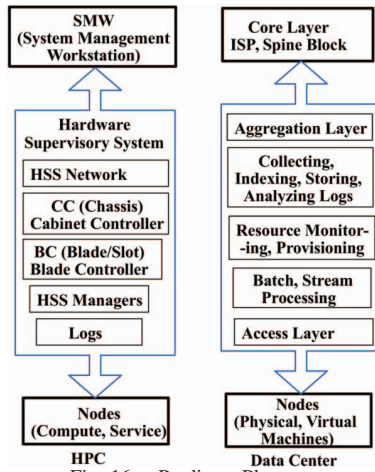 SMW
(System Management
Workstation)
Hardware
Supervisory System
HSS Network
CC (Chassis)
Cabinet Controller
BC (Blade/Slot)
Blade Controller
HSS Managers
Logs
Nodes
(Compute, Service)
HPC
Core Layer
ISP, Spine Block
Aggregation Layer
Collecting,
Indexing, Storing,
Analyzing Logs
Resource Monitor-
-ing, Provisioning
Batch, Stream
Processing
Access Layer
Nodes
(Physical, Virtual
Machines)
Data Center